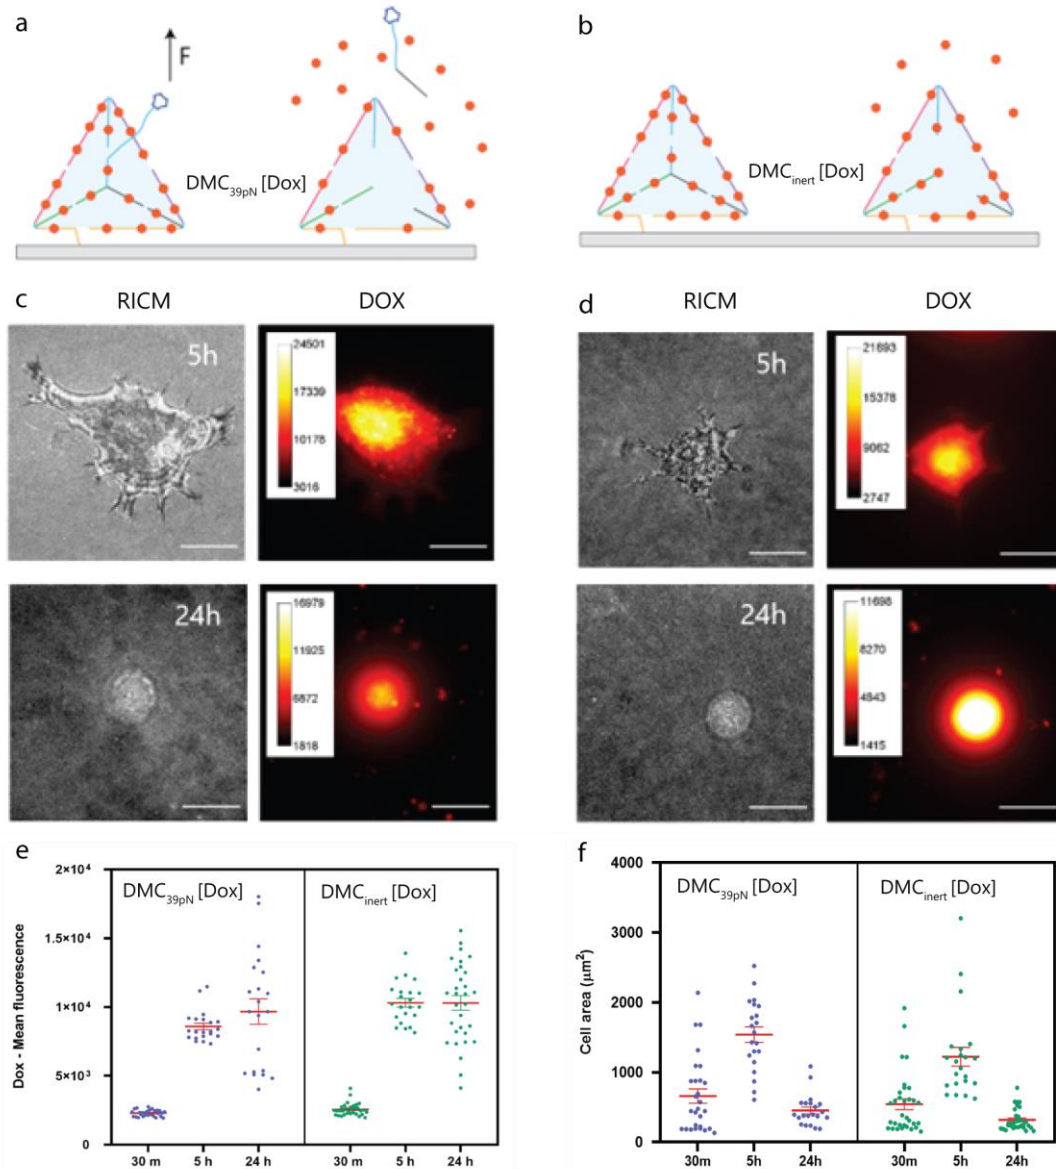 a
F
DMC39pN [Dox]
b
DMCinert [Dox]
c
RICM
DOX
5h
24501
17339
10178
3016
24h
16979
11925
6872
1818
d
RICM
DOX
5h
21693
15378
9062
2747
24h
11698
8270
4843
1415
e
Dox - Mean fluorescence
2×10⁴
1.5×10⁴
1×10⁴
5×10³
0
DMC39pN [Dox]
DMCinert [Dox]
30 m
5 h
24 h
30 m
5 h
24 h
f
Cell area (μm²)
4000
3000
2000
1000
0
DMC39pN [Dox]
DMCinert [Dox]
30m
5h
24h
30m
5h
24h